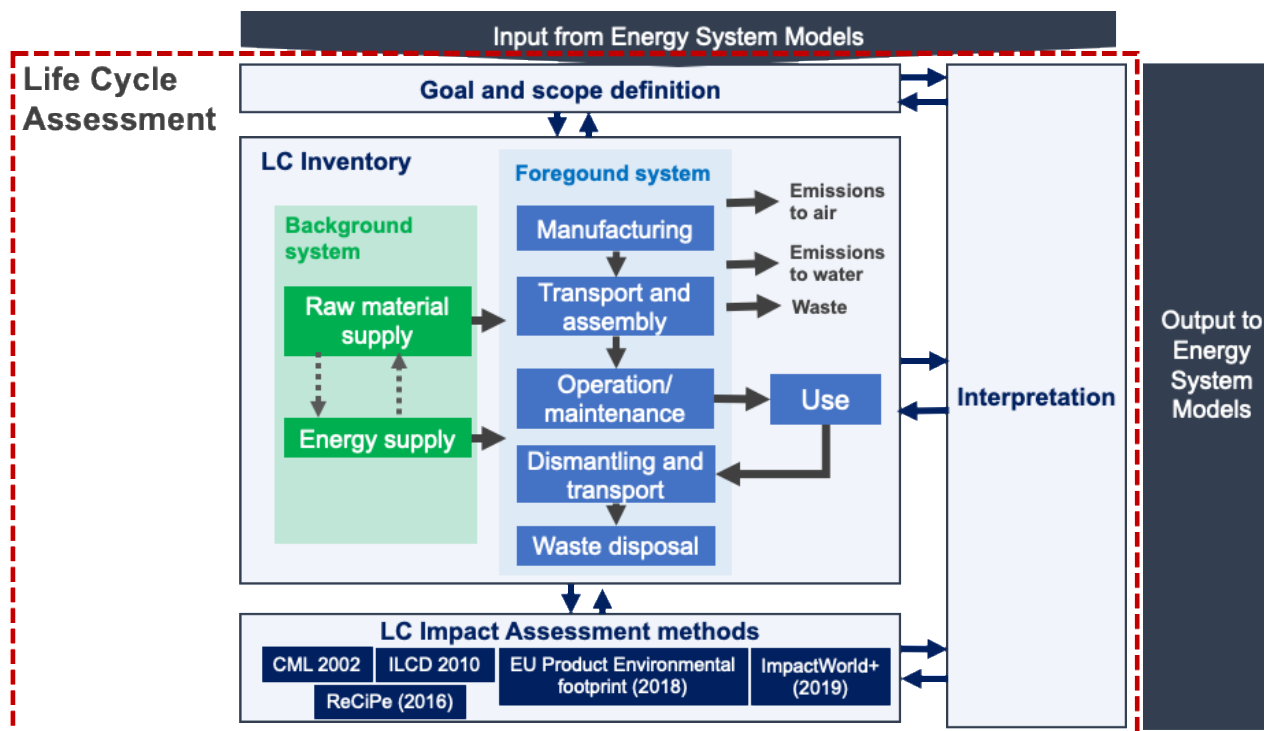 Input from Energy System Models
Life Cycle
Assessment
Goal and scope definition
LC Inventory
Foregound system
Background
system
Raw material
supply
Energy supply
Manufacturing
Transport and
assembly
Operation/
maintenance
Use
Dismantling and
transport
Waste disposal
Emissions
to air
Emissions
to water
Waste
Interpretation
Output to
Energy
System
Models
LC Impact Assessment methods
CML 2002
ILCD 2010
ReCiPe (2016)
EU Product Environmental
footprint (2018)
ImpactWorld+
(2019)